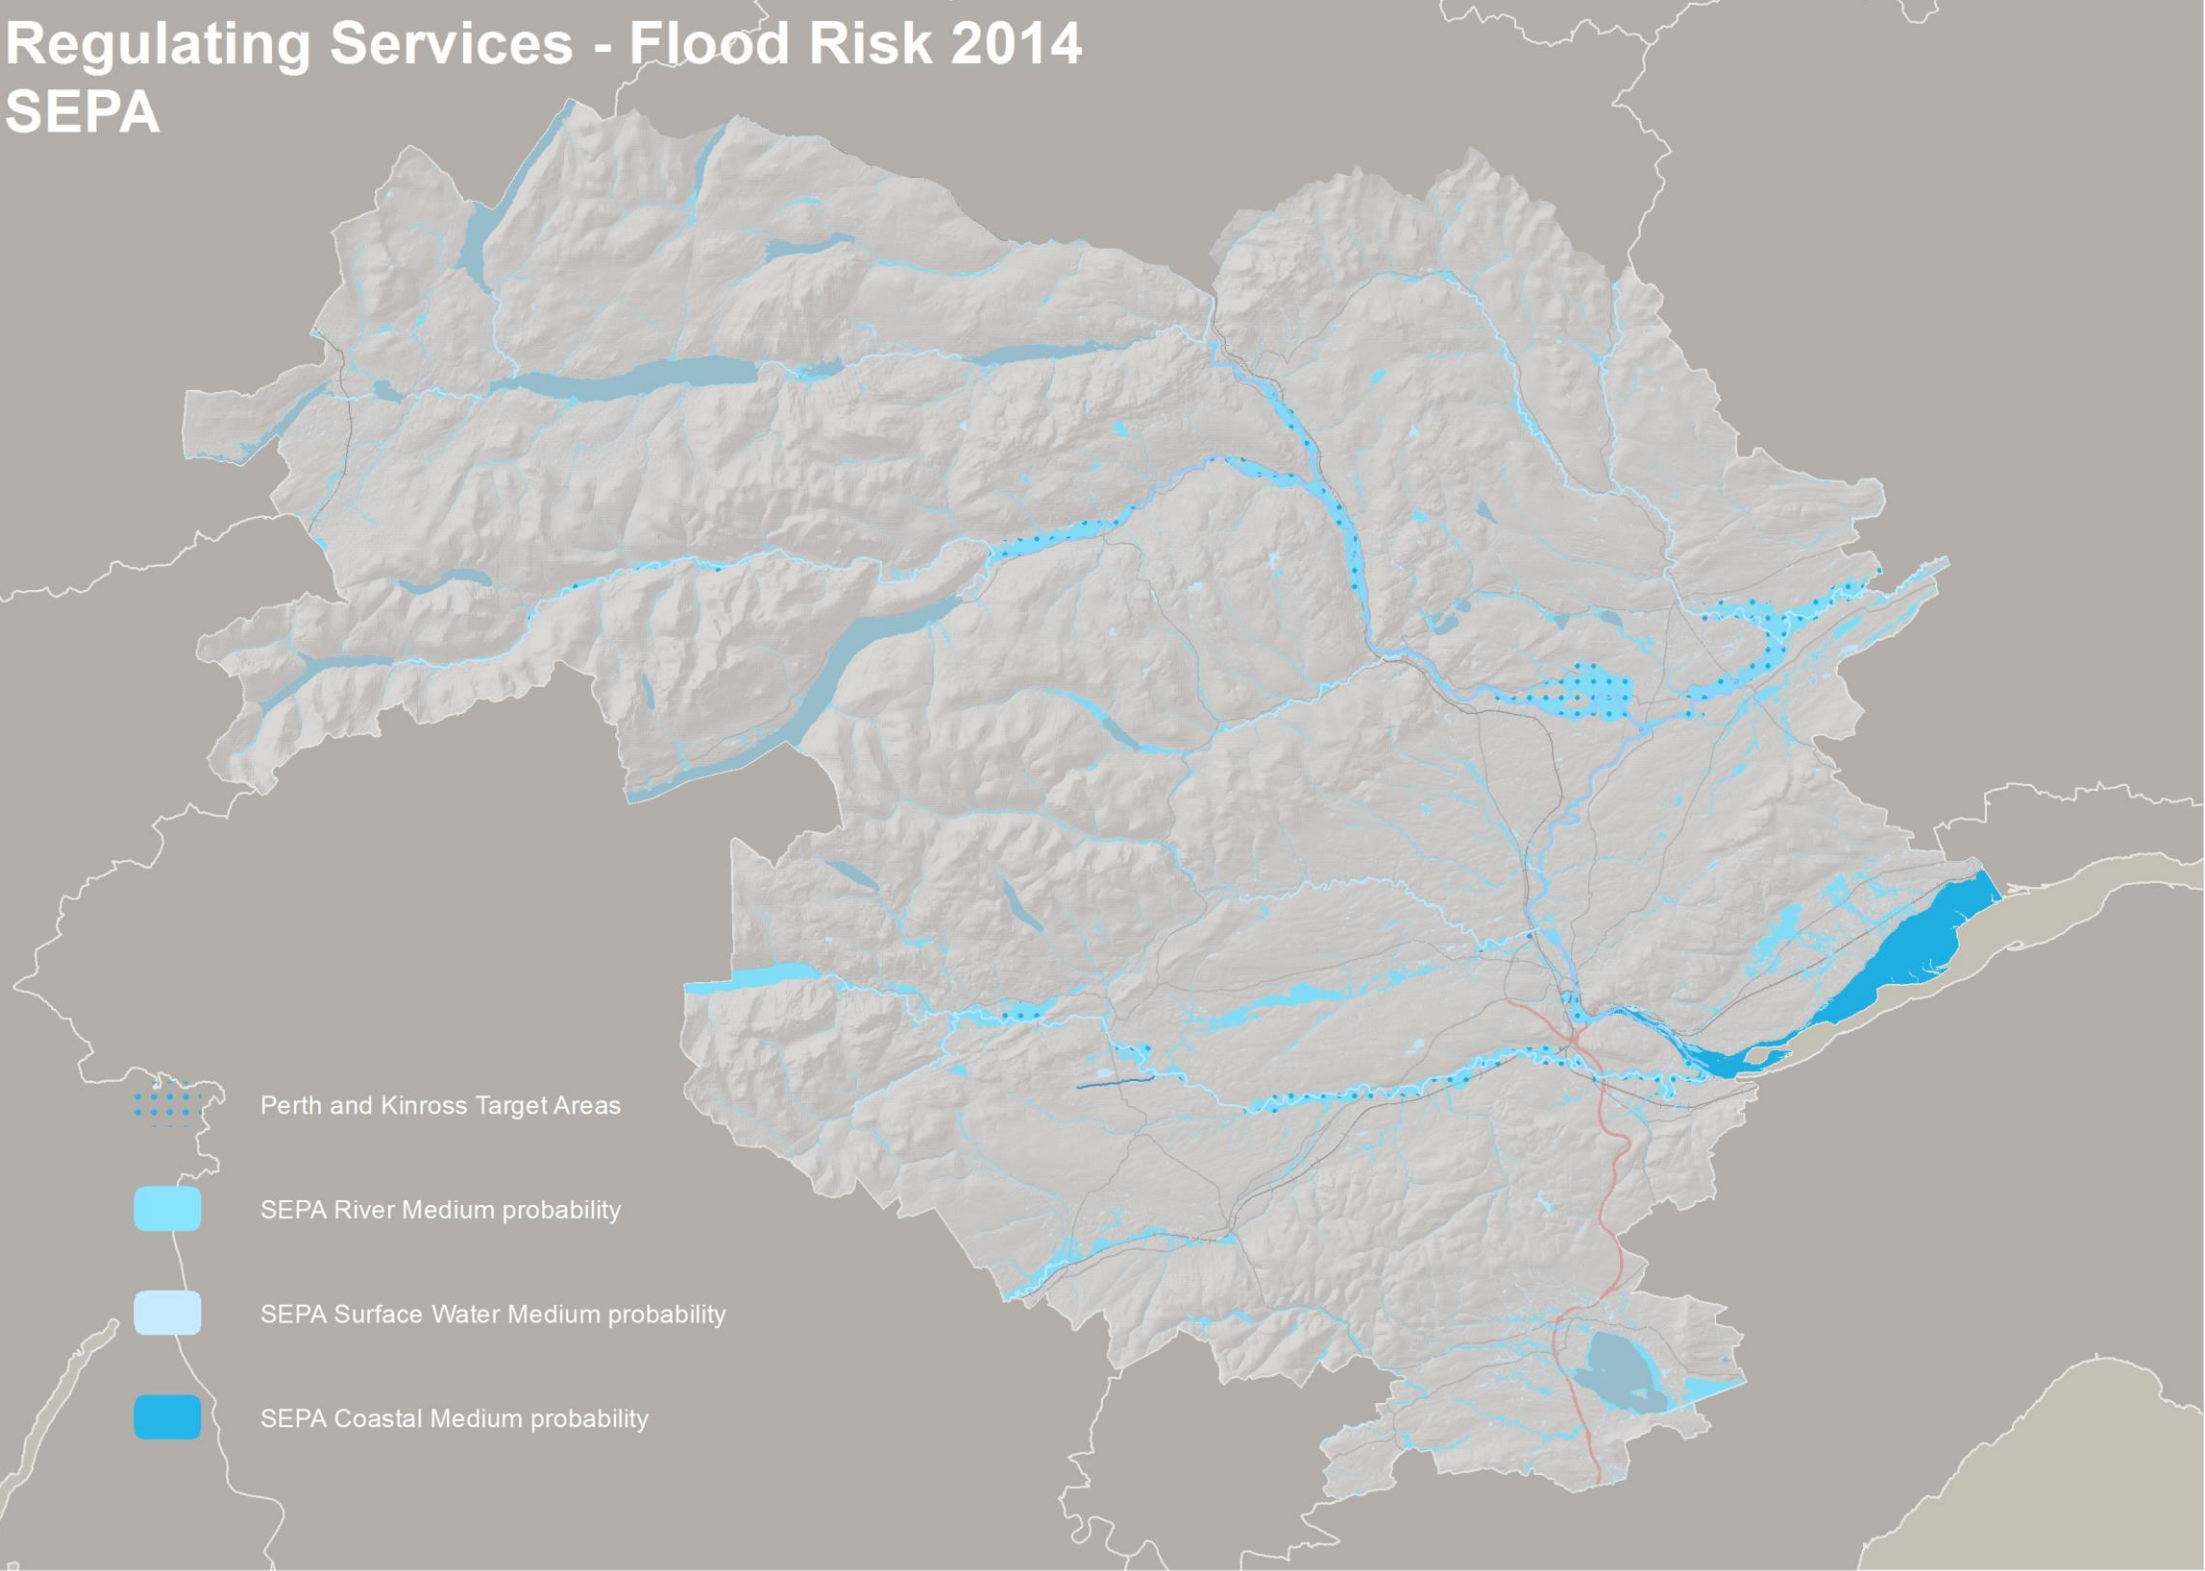 Regulating Services - Flood Risk 2014
SEPA
Perth and Kinross Target Areas
SEPA River Medium probability
SEPA Surface Water Medium probability
SEPA Coastal Medium probability